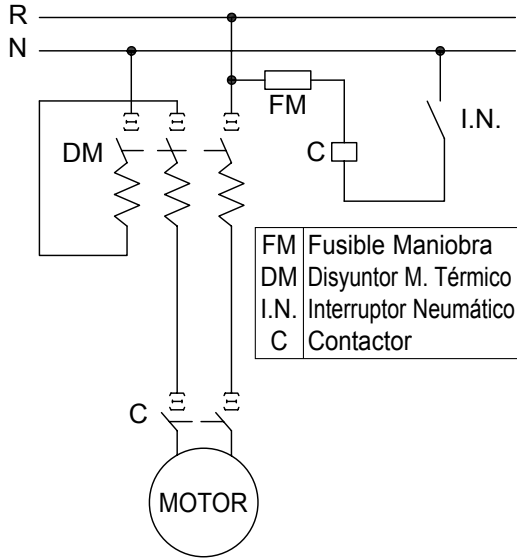 R
N
FM
I.N.
DM
C
FM Fusible Maniobra
DM Disyuntor M. Térmico
I.N. Interruptor Neumático
C Contactor
C
MOTOR